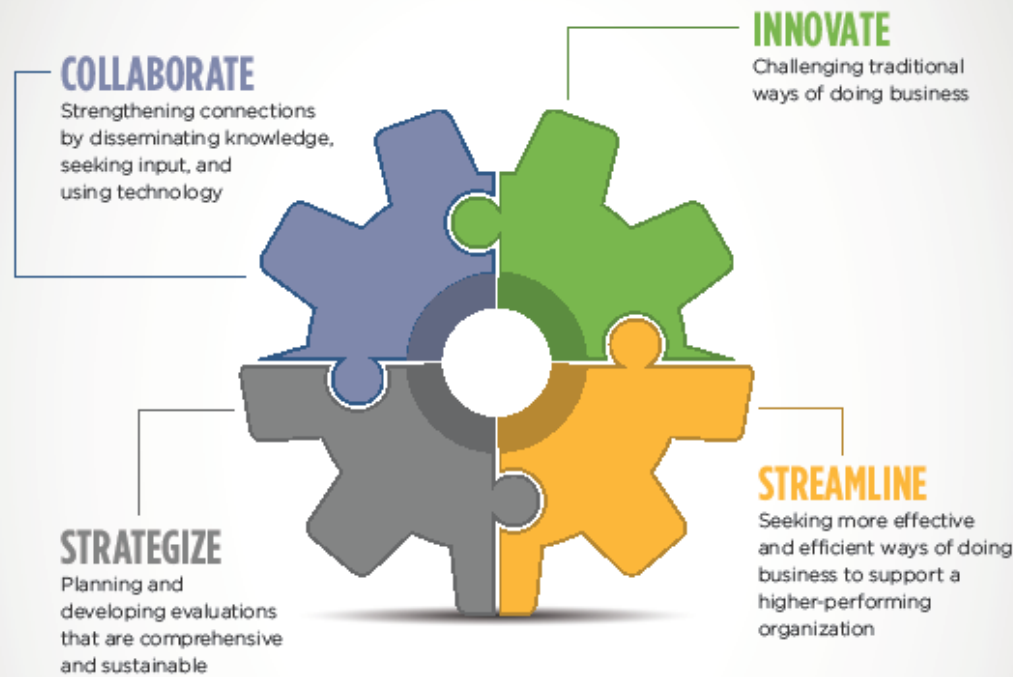 COLLABORATE
Strengthening connections
by disseminating knowledge,
seeking input, and
using technology
INNOVATE
Challenging traditional
ways of doing business
STRATEGIZE
Planning and
developing evaluations
that are comprehensive
and sustainable
STREAMLINE
Seeking more effective
and efficient ways of doing
business to support a
higher-performing
organization